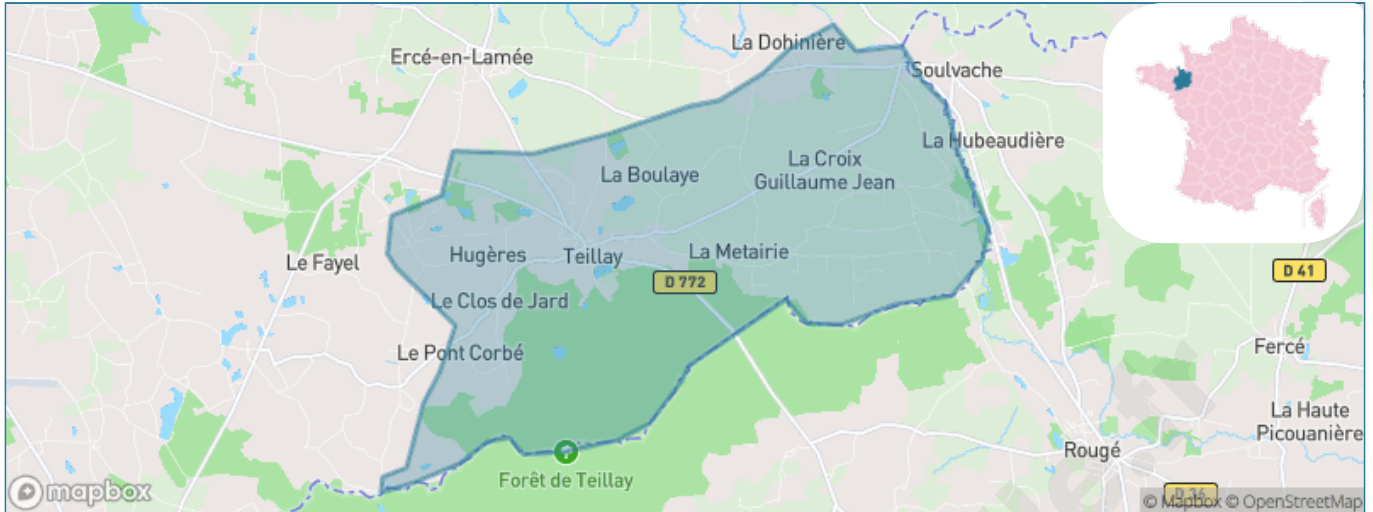 La Dohinière
Ercé-en-Lamée
Soulvache
La Hubeaudière
La Croix
Guillaume Jean
La Boulaye
Hugères
Teillay
La Metairie
Le Fayel
D 772
D 41
Le Clos de Jard
Le Pont Corbé
Fercé
La Haute
Picouanière
Rougé
Forêt de Teillay
mapbox
D 36
© Mapbox © OpenStreetMap